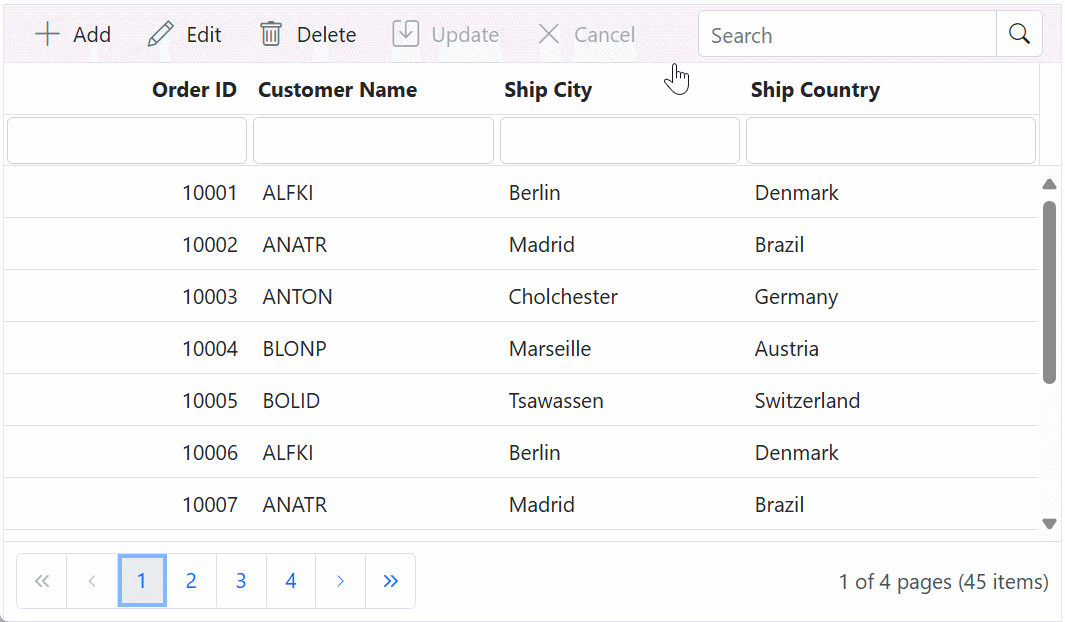 Add Edit Delete Update Cancel Search
Order ID Customer Name Ship City Ship Country
10001 ALFKI Berlin Denmark
10002 ANATR Madrid Brazil
10003 ANTON Cholchester Germany
10004 BLONP Marseille Austria
10005 BOLID Tsawassen Switzerland
10006 ALFKI Berlin Denmark
10007 ANATR Madrid Brazil
1 2 3 4 1 of 4 pages (45 items)